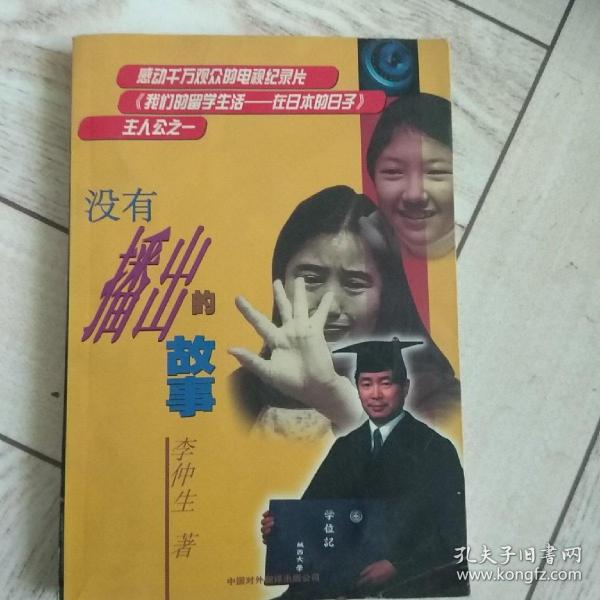 感动千万观众的电视纪录片
《我们的留学生活——在日本的日子》
主人公之一
没有
播出的
故事
李仲生 著
学位記
中国对外翻译出版公司
孔夫子旧书网
www.kongfz.com